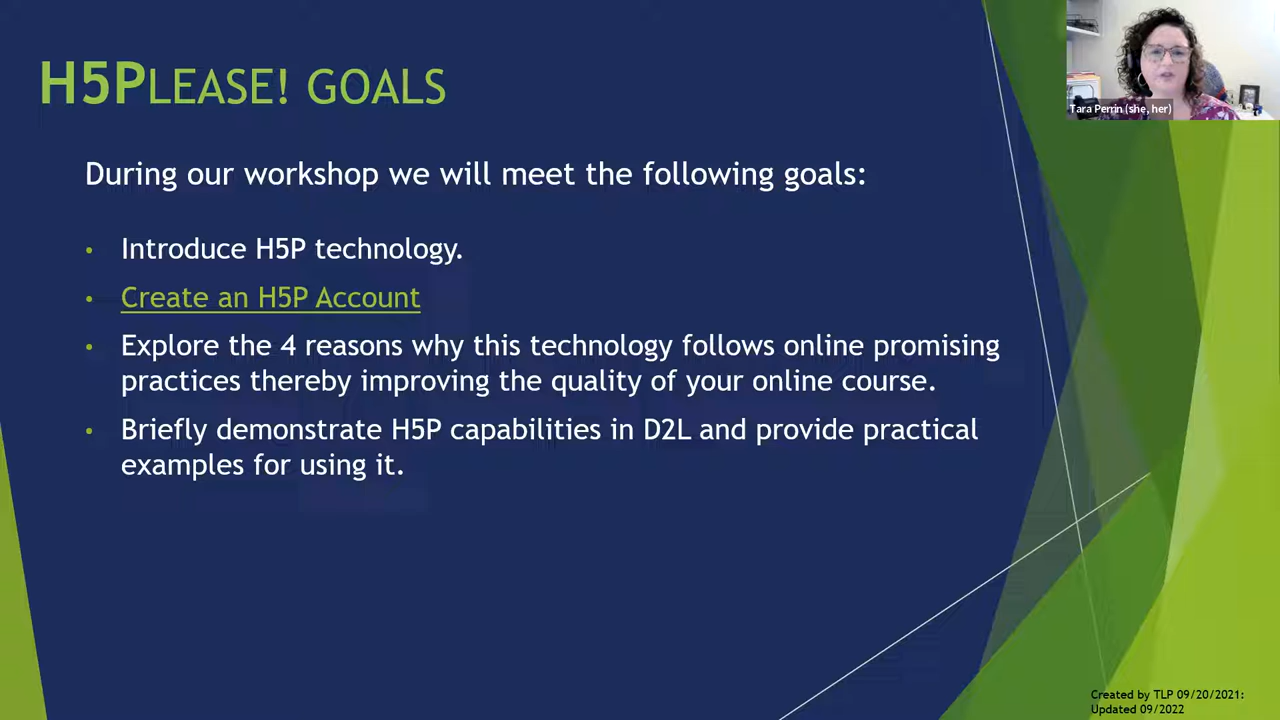 H5PLEASE! GOALS
Tara Perrin (she, her)
During our workshop we will meet the following goals:
• Introduce H5P technology.
• Create an H5P Account
• Explore the 4 reasons why this technology follows online promising
practices thereby improving the quality of your online course.
• Briefly demonstrate H5P capabilities in D2L and provide practical
examples for using it.
Created by TLP 09/20/2021:
Updated 09/2022